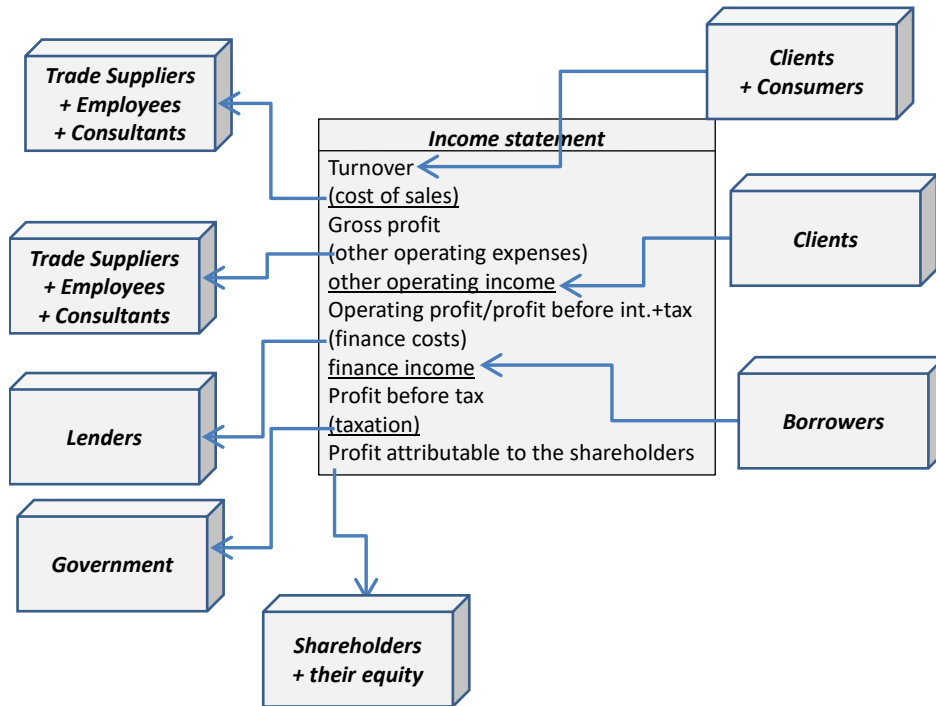 Trade Suppliers
+ Employees
+ Consultants
Clients
+ Consumers
Income statement
Turnover
(cost of sales)
Gross profit
(other operating expenses)
other operating income
Operating profit/profit before int.+tax
(finance costs)
finance income
Profit before tax
(taxation)
Profit attributable to the shareholders
Clients
Trade Suppliers
+ Employees
+ Consultants
Lenders
Borrowers
Government
Shareholders
+ their equity